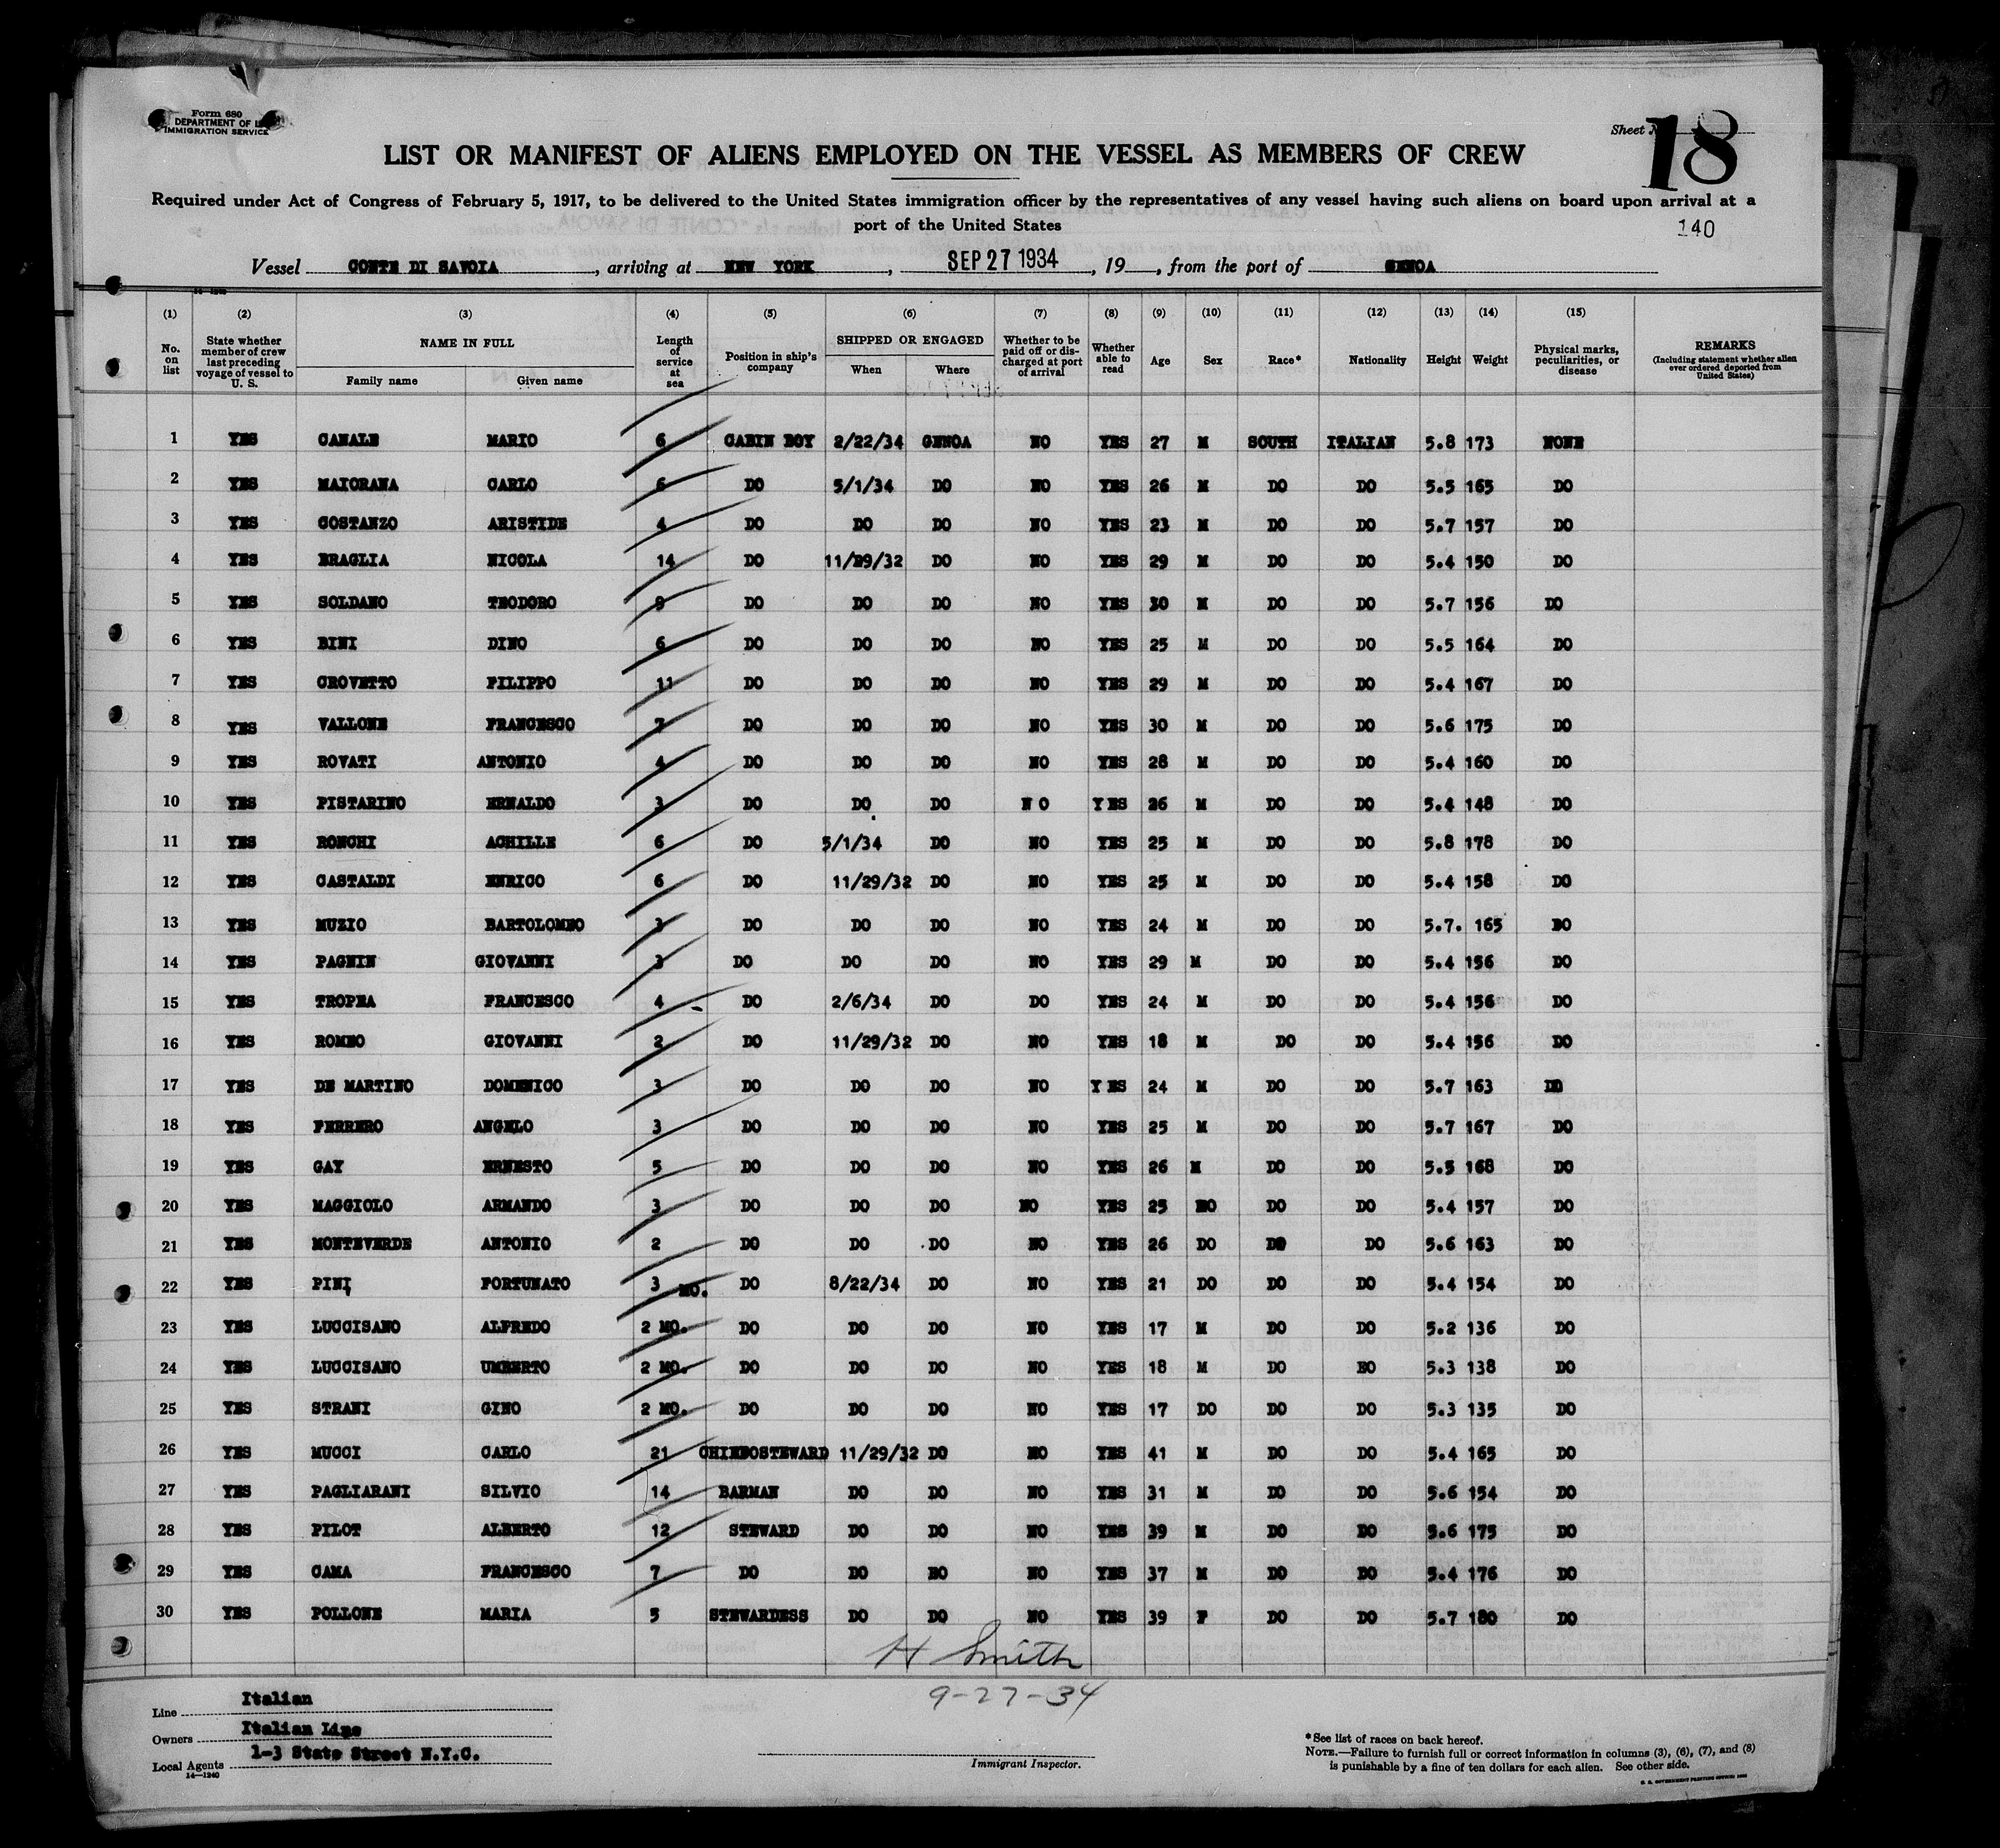 Form 680
DEPARTMENT OF
IMMIGRATION SERVICE
Sheet
18
LIST OR MANIFEST OF ALIENS EMPLOYED ON THE VESSEL AS MEMBERS OF CREW
Required under Act of Congress of February 5, 1917, to be delivered to the United States immigration officer by the representatives of any vessel having such aliens on board upon arrival at a
port of the United States
140
Vessel CONTE DI SAVOIA, arriving at NEW YORK, SEP 27 1934, 19 , from the port of GENOA
(1) (2) (3) (4) (5) (6) (7) (8) (9) (10) (11) (12) (13) (14) (15)
No. on list State whether member of crew last preceding voyage of vessel to U. S. NAME IN FULL Family name Given name Length of service at sea Position in ship's company SHIPPED OR ENGAGED When Where Whether to be paid off or discharged at port of arrival Whether able to read Age Sex Race* Nationality Height Weight Physical marks, peculiarities, or disease REMARKS (Including statement whether alien ever ordered deported from United States)
1 YES CANALE MARIO 6 CABIN BOY 2/22/34 GENOA NO YES 27 M SOUTH ITALIAN 5.8 173 NONE
2 YES MAIORANA CARLO 6 DO 5/1/34 DO NO YES 26 M DO DO 5.5 165 DO
3 YES COSTANZO ARISTIDE 4 DO DO DO NO YES 23 M DO DO 5.7 157 DO
4 YES BRAGLIA NICOLA 14 DO 11/29/32 DO NO YES 29 M DO DO 5.4 150 DO
5 YES SOLDANO TEODORO 9 DO DO DO NO YES 30 M DO DO 5.7 156 DO
6 YES BINI DINO 6 DO DO DO NO YES 25 M DO DO 5.5 164 DO
7 YES CROVETTO FILIPPO 11 DO DO DO NO YES 29 M DO DO 5.4 167 DO
8 YES VALLONE FRANCESCO 7 DO DO DO NO YES 30 M DO DO 5.6 175 DO
9 YES ROVATI ANTONIO 4 DO DO DO NO YES 28 M DO DO 5.4 160 DO
10 YES PISTARINO ERNALDO 3 DO DO DO N O Y ES 26 M DO DO 5.4 148 DO
11 YES RONCHI ACHILLE 6 DO 5/1/34 DO NO YES 25 M DO DO 5.8 178 DO
12 YES CASTALDI ENRICO 6 DO 11/29/32 DO NO YES 25 M DO DO 5.4 158 DO
13 YES MUZIO BARTOLOMEO 3 DO DO DO NO YES 24 M DO DO 5.7. 165 DO
14 YES PAGNIN GIOVANNI 3 DO DO DO NO YES 29 M DO DO 5.4 156 DO
15 YES TROPEA FRANCESCO 4 DO 2/6/34 DO DO YES 24 M DO DO 5.4 156 DO
16 YES ROMEO GIOVANNI 2 DO 11/29/32 DO NO YES 18 M DO DO 5.4 156 DO
17 YES DE MARTINO DOMENICO 3 DO DO DO NO Y ES 24 M DO DO 5.7 163 DO
18 YES FERRERO ANGELO 3 DO DO DO NO YES 25 M DO DO 5.7 167 DO
19 YES GAY ERNESTO 5 DO DO DO NO YES 26 M DO DO 5.5 168 DO
20 YES MAGGIOLO ARMANDO 3 DO DO DO NO YES 25 DO DO 5.4 157 DO
21 YES MONTEVERDE ANTONIO 2 DO DO DO NO YES 26 DO DO DO 5.6 163 DO
22 YES PINI FORTUNATO 3 MO. DO 8/22/34 DO NO YES 21 DO DO DO 5.4 154 DO
23 YES LUCCISANO ALFREDO 2 MO. DO DO DO NO YES 17 M DO DO 5.2 136 DO
24 YES LUCCISANO UMBERTO 2 MO. DO DO DO NO YES 18 M DO DO 5.3 138 DO
25 YES STRANI GINO 2 MO. DO DO DO NO YES 17 DO DO DO 5.3 135 DO
26 YES MUCCI CARLO 21 11/29/32 DO NO YES 41 M DO DO 5.4 165 DO
27 YES PAGLIARANI SILVIO 14 BARMAN DO DO NO YES 31 M DO DO 5.6 154 DO
28 YES PILOT ALBERTO 12 STEWARD DO DO NO YES 39 M DO DO 5.6 175 DO
29 YES CAMA FRANCESCO 7 DO DO DO NO YES 37 M DO DO 5.4 176 DO
30 YES POLLONE MARIA 5 STEWARDESS DO DO NO YES 39 F DO DO 5.7 180 DO
H Smith
9-27-34
Line Italian
Owners Italian Line
Local Agents 1-3 State Street N.Y.C.
14—1240
Immigrant Inspector.
*See list of races on back hereof.
NOTE.—Failure to furnish full or correct information in columns (3), (6), (7), and (8)
is punishable by a fine of ten dollars for each alien. See other side.